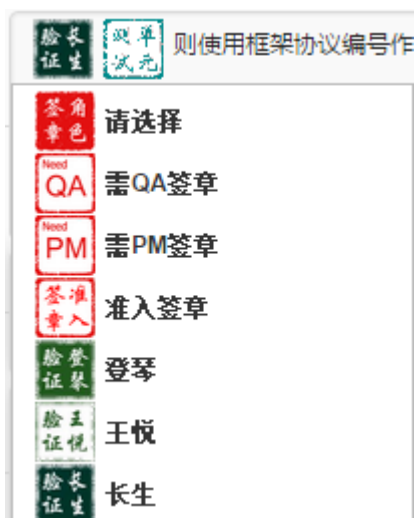 验证 长生 测试 单元 则使用框架协议编号作
签章 角色 请选择
Need QA 需QA签章
Need PM 需PM签章
签章 准入 准入签章
验证 登琴 登琴
验证 王悦 王悦
验证 长生 长生